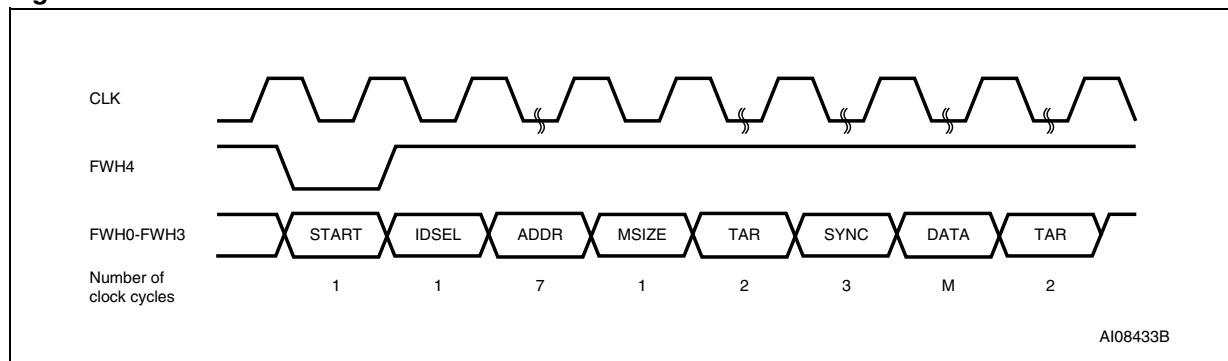 CLK
FWH4
FWH0-FWH3
START IDSEL ADDR MSIZE TAR SYNC DATA TAR
Number of
clock cycles
1 1 7 1 2 3 M 2
AI08433B